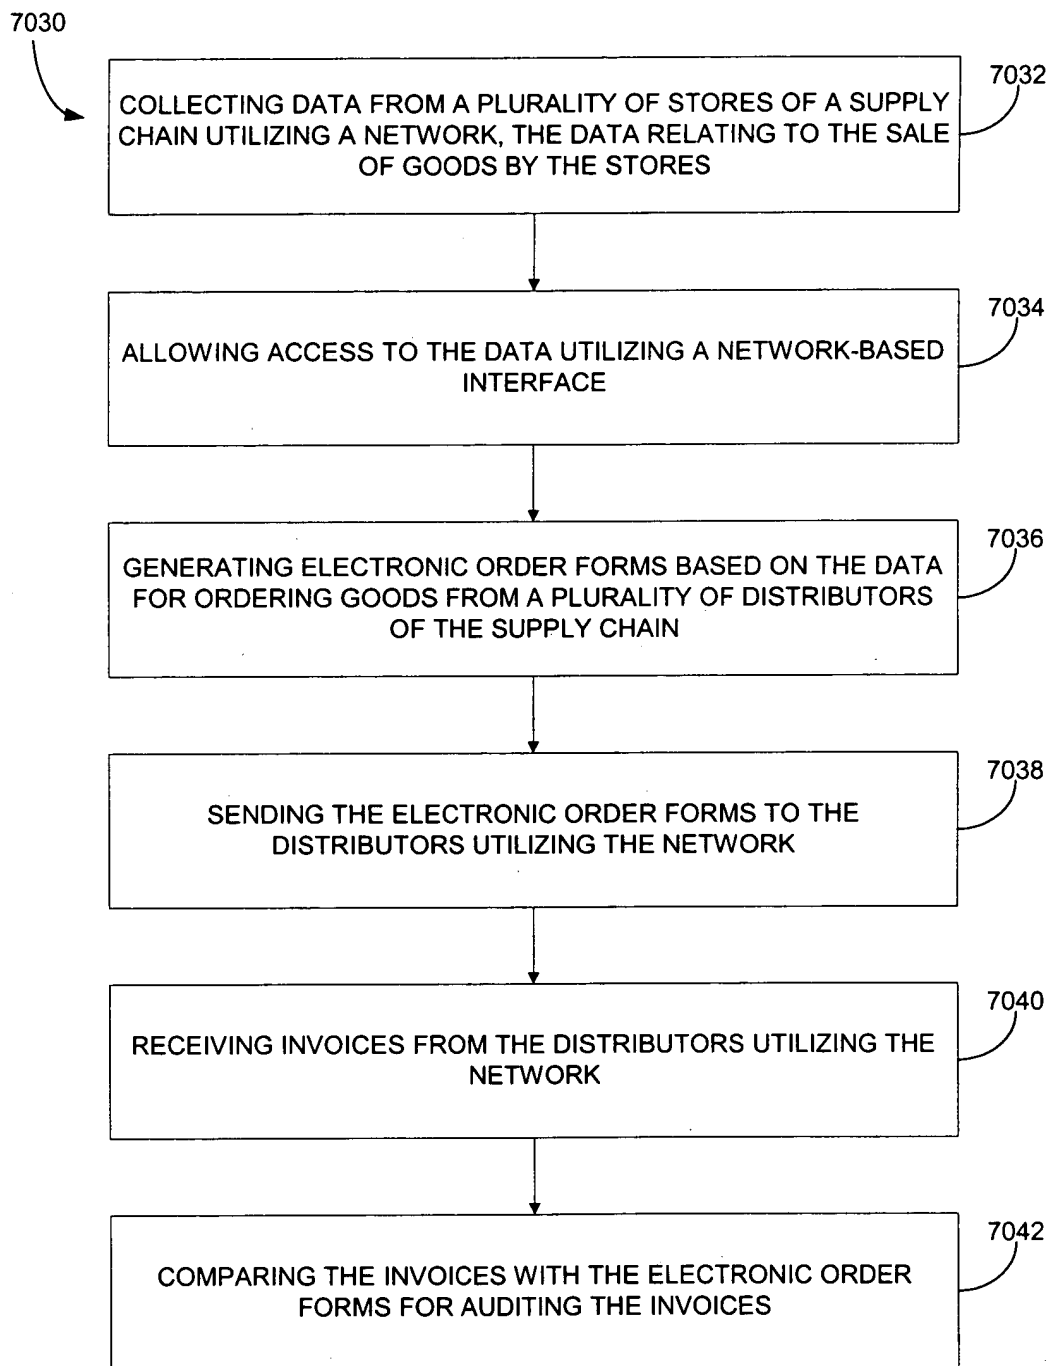 7030
7032
COLLECTING DATA FROM A PLURALITY OF STORES OF A SUPPLY
CHAIN UTILIZING A NETWORK, THE DATA RELATING TO THE SALE
OF GOODS BY THE STORES
7034
ALLOWING ACCESS TO THE DATA UTILIZING A NETWORK-BASED
INTERFACE
7036
GENERATING ELECTRONIC ORDER FORMS BASED ON THE DATA
FOR ORDERING GOODS FROM A PLURALITY OF DISTRIBUTORS
OF THE SUPPLY CHAIN
7038
SENDING THE ELECTRONIC ORDER FORMS TO THE
DISTRIBUTORS UTILIZING THE NETWORK
7040
RECEIVING INVOICES FROM THE DISTRIBUTORS UTILIZING THE
NETWORK
7042
COMPARING THE INVOICES WITH THE ELECTRONIC ORDER
FORMS FOR AUDITING THE INVOICES